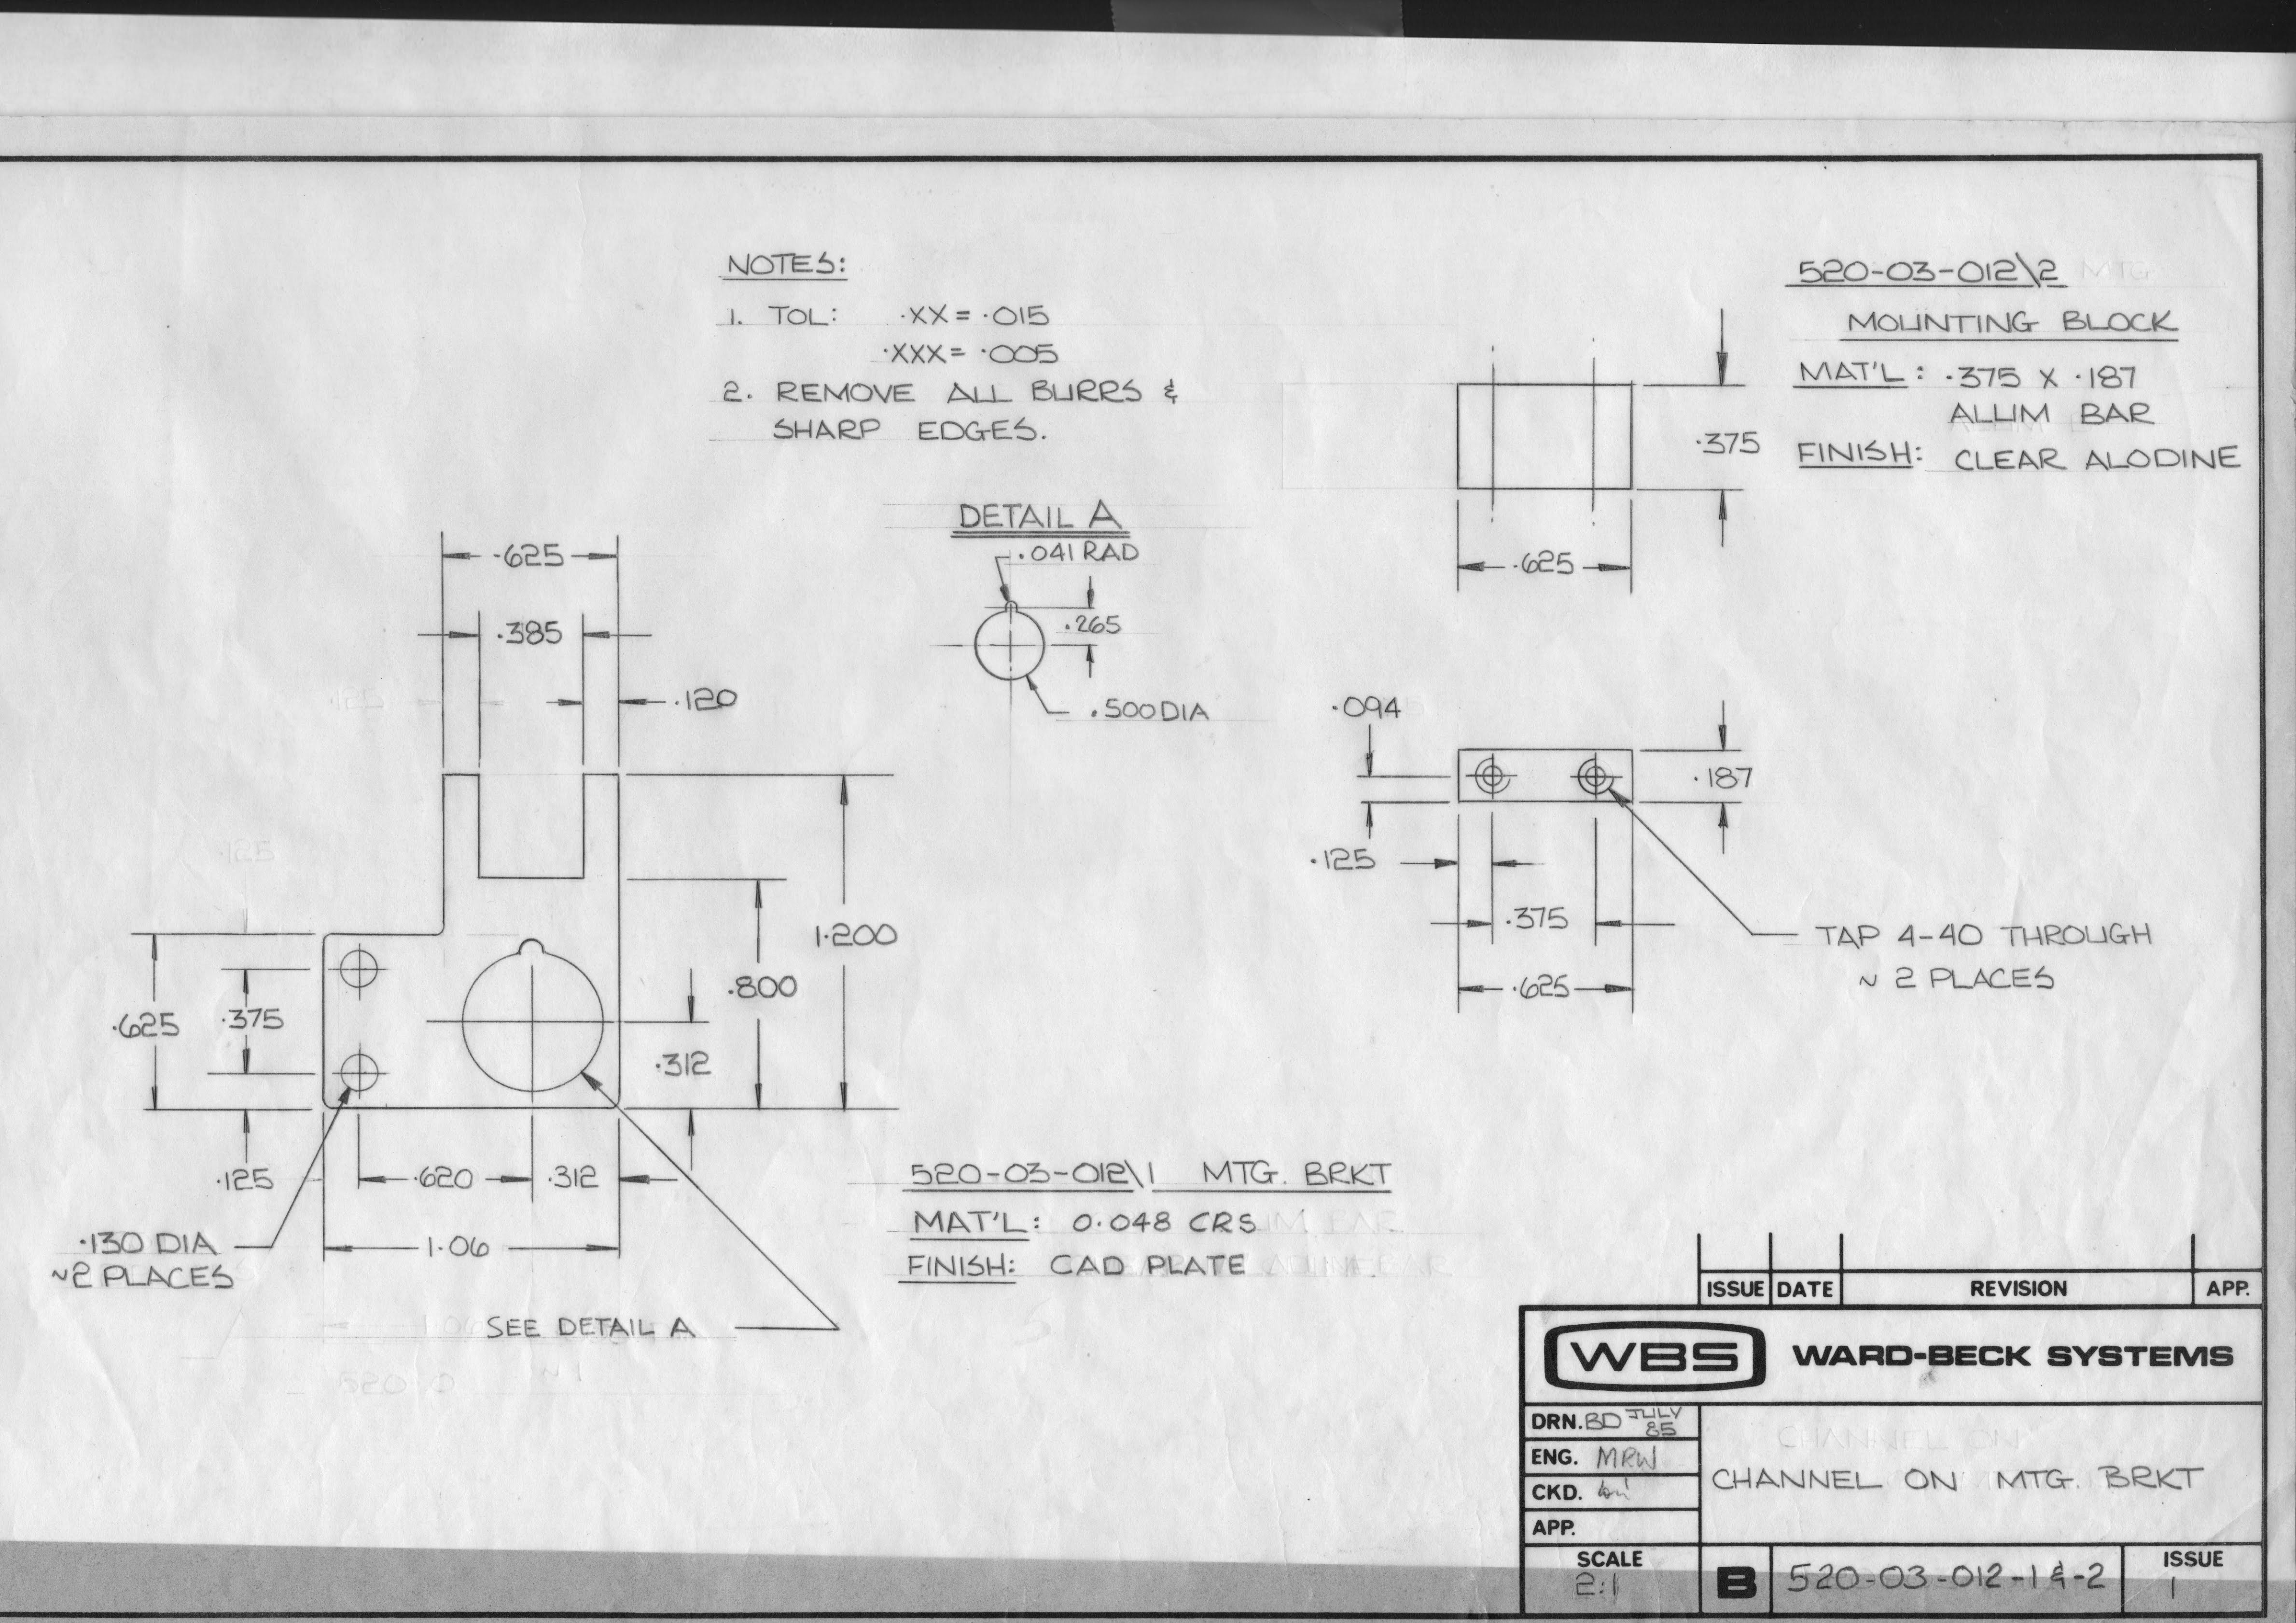 NOTES:
1. TOL: .XX = .015
.XXX = .005
2. REMOVE ALL BURRS &
SHARP EDGES.
520-03-012\2
MOUNTING BLOCK
MAT'L: .375 X .187
ALUM BAR
FINISH: CLEAR ALODINE
.375
.625
DETAIL A
.041 RAD
.265
.500 DIA
.625
.385
.120
1.200
.800
.312
.625
.375
.125
.620
.312
1.06
.130 DIA
~2 PLACES
SEE DETAIL A
.094
.187
.125
.375
.625
TAP 4-40 THROUGH
~ 2 PLACES
520-03-012\1 MTG. BRKT
MAT'L: 0.048 CRS
FINISH: CAD PLATE
ISSUE DATE REVISION APP.
WBS WARD-BECK SYSTEMS
DRN. BD JULY 85
ENG. MRW
CKD.
APP.
CHANNEL ON MTG. BRKT
SCALE
2:1
B
520-03-012-1 & -2
ISSUE
1